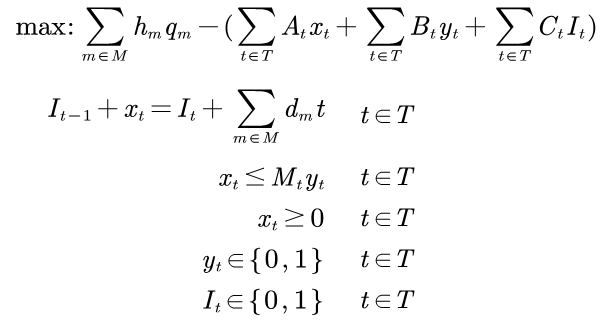 max: ∑_{m∈M} h_m q_m − (∑_{t∈T} A_t x_t + ∑_{t∈T} B_t y_t + ∑_{t∈T} C_t I_t)
I_{t−1} + x_t = I_t + ∑_{m∈M} d_m t t∈T
x_t ≤ M_t y_t t∈T
x_t ≥ 0 t∈T
y_t ∈ {0,1} t∈T
I_t ∈ {0,1} t∈T